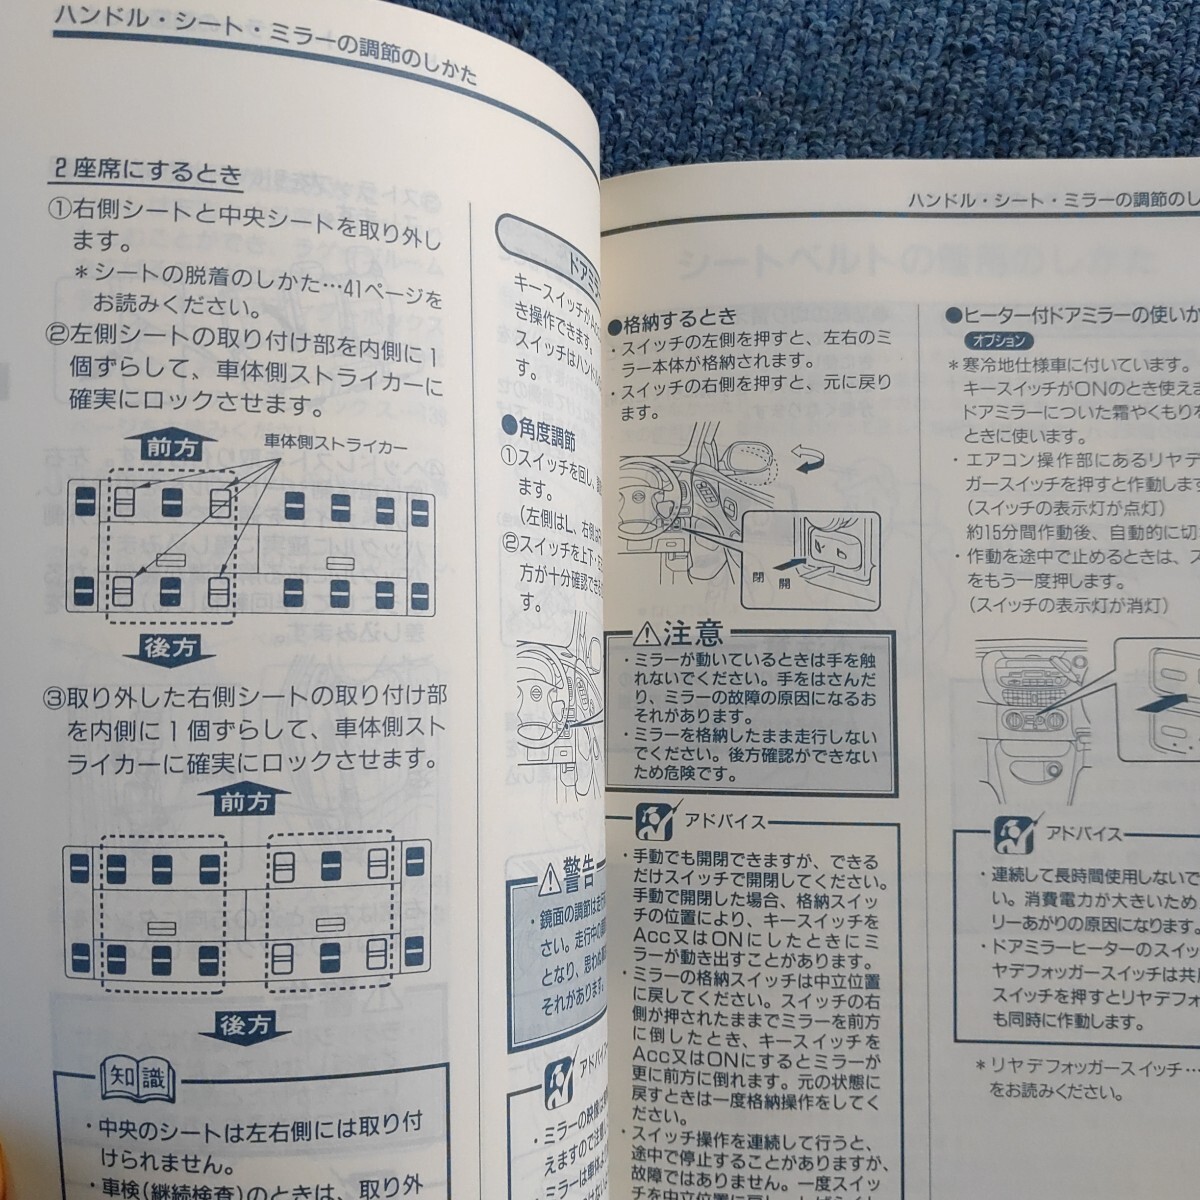 ハンドル・シート・ミラーの調節のしかた
2座席にするとき
①右側シートと中央シートを取り外し
ます。
＊シートの脱着のしかた…41ページを
お読みください。
②左側シートの取り付け部を内側に1
個ずらして、車体側ストライカーに
確実にロックさせます。
前方
車体側ストライカー
後方
③取り外した右側シートの取り付け部
を内側に1個ずらして、車体側スト
ライカーに確実にロックさせます。
前方
後方
知識
・中央のシートは左右側には取り付
けられません。
・車検(継続検査)のときは、取り外
ドアミラ
キースイッチが
き操作できます。
スイッチはハンドル
す。
●角度調節
①スイッチを回し、
ます。
(左側はL、右側は
②スイッチを上下・
方が十分確認でき
す。
警告
・鏡面の調節は走行
さい。走行中の
となり、思わぬ
それがあります。
アドバイス
・ミラーの映像は
えますので注意
・ミラーは車体よ
ハンドル・シート・ミラーの調節のし
●格納するとき
・スイッチの左側を押すと、左右のミ
ラー本体が格納されます。
・スイッチの右側を押すと、元に戻り
ます。
閉 開
注意
・ミラーが動いているときは手を触
れないでください。手をはさんだ
り、ミラーの故障の原因になるお
それがあります。
・ミラーを格納したまま走行しない
でください。後方確認ができない
ため危険です。
アドバイス
・手動でも開閉できますが、できる
だけスイッチで開閉してください。
手動で開閉した場合、格納スイッ
チの位置により、キースイッチを
Acc又はONにしたときにミ
ラーが動き出すことがあります。
・ミラーの格納スイッチは中立位置
に戻してください。スイッチの右
側が押されたままでミラーを前方
に倒したとき、キースイッチを
Acc又はONにするとミラーが
更に前方に倒れます。元の状態に
戻すときは一度格納操作をしてく
ださい。
・スイッチ操作を連続して行うと、
途中で停止することがありますが、
故障ではありません。一度スイッ
チを中立位置に戻し、しばらく
●ヒーター付ドアミラーの使いか
オプション
＊寒冷地仕様車に付いています。
キースイッチがONのとき使え
ドアミラーについた霜やくもりを
ときに使います。
・エアコン操作部にあるリヤデ
ガースイッチを押すと作動しま
(スイッチの表示灯が点灯)
約15分間作動後、自動的に切
・作動を途中で止めるときは、ス
をもう一度押します。
(スイッチの表示灯が消灯)
アドバイス
・連続して長時間使用しないで
い。消費電力が大きいため
リーあがりの原因になります。
・ドアミラーヒーターのスイッ
ヤデフォッガースイッチは共
スイッチを押すとリヤデフォ
も同時に作動します。
＊リヤデフォッガースイッチ…
をお読みください。